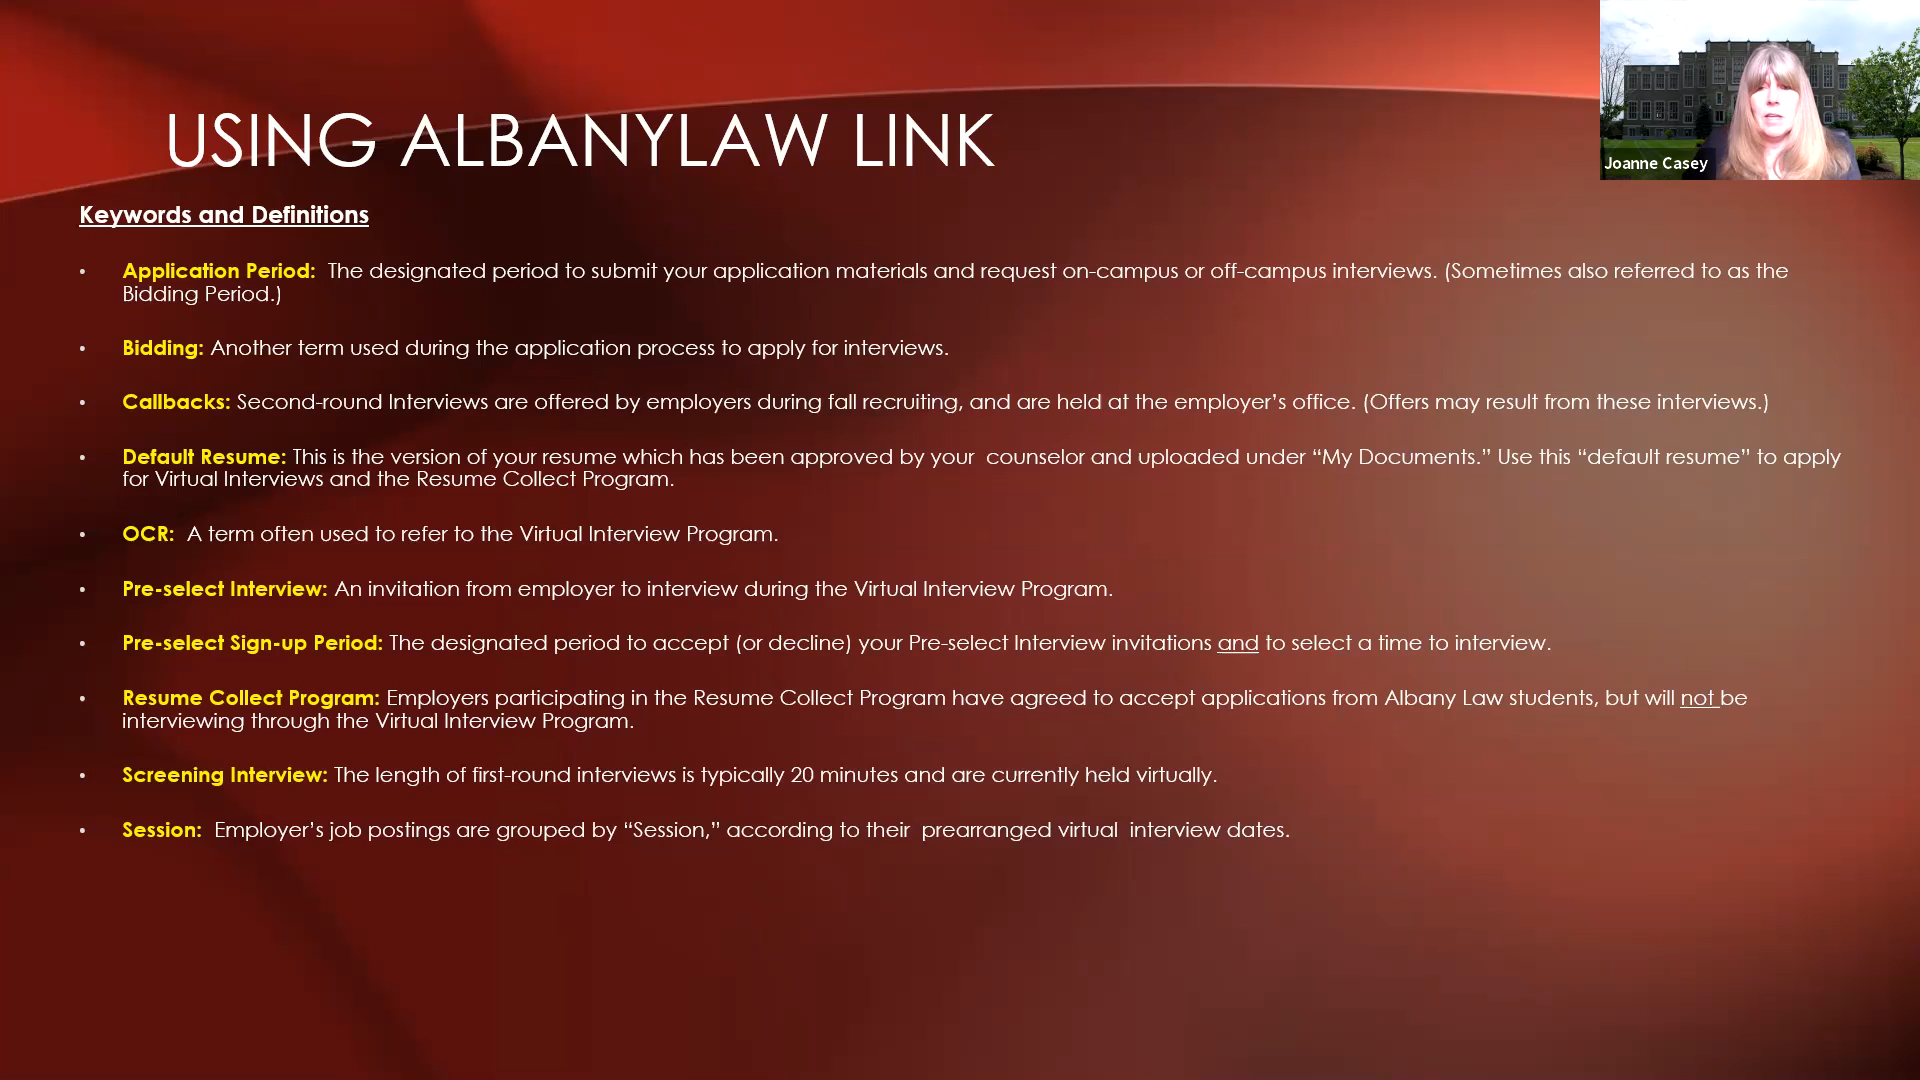 USING ALBANYLAW LINK
Joanne Casey
Keywords and Definitions
• Application Period:  The designated period to submit your application materials and request on-campus or off-campus interviews. (Sometimes also referred to as the
Bidding Period.)
• Bidding: Another term used during the application process to apply for interviews.
• Callbacks: Second-round Interviews are offered by employers during fall recruiting, and are held at the employer’s office. (Offers may result from these interviews.)
• Default Resume: This is the version of your resume which has been approved by your  counselor and uploaded under “My Documents.” Use this “default resume” to apply
for Virtual Interviews and the Resume Collect Program.
• OCR:  A term often used to refer to the Virtual Interview Program.
• Pre-select Interview: An invitation from employer to interview during the Virtual Interview Program.
• Pre-select Sign-up Period: The designated period to accept (or decline) your Pre-select Interview invitations and to select a time to interview.
• Resume Collect Program: Employers participating in the Resume Collect Program have agreed to accept applications from Albany Law students, but will not be
interviewing through the Virtual Interview Program.
• Screening Interview: The length of first-round interviews is typically 20 minutes and are currently held virtually.
• Session:  Employer’s job postings are grouped by “Session,” according to their  prearranged virtual  interview dates.